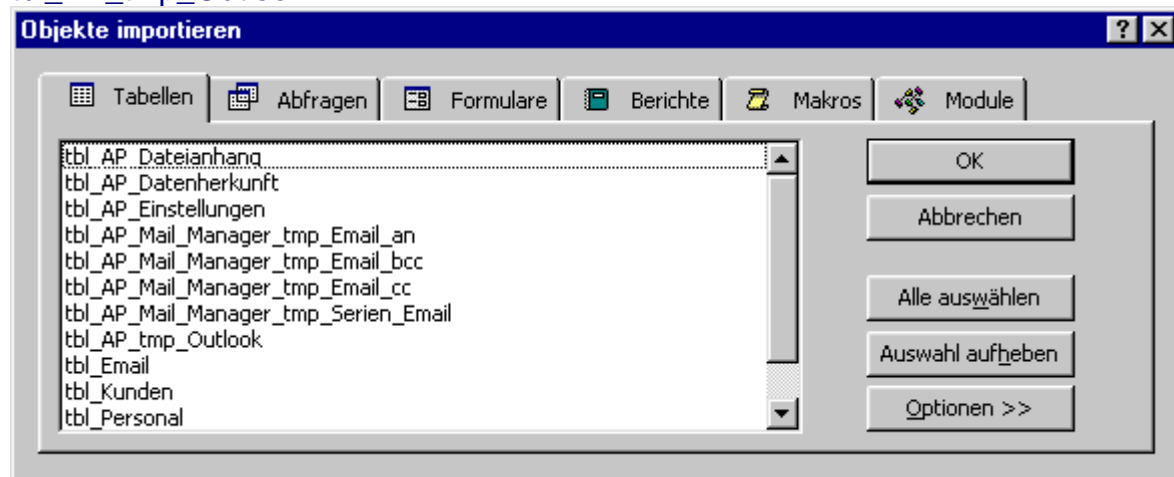 Objekte importieren
Tabellen Abfragen Formulare Berichte Makros Module
tbl_AP_Dateianhang
tbl_AP_Datenherkunft
tbl_AP_Einstellungen
tbl_AP_Mail_Manager_tmp_Email_an
tbl_AP_Mail_Manager_tmp_Email_bcc
tbl_AP_Mail_Manager_tmp_Email_cc
tbl_AP_Mail_Manager_tmp_Serien_Email
tbl_AP_tmp_Outlook
tbl_Email
tbl_Kunden
tbl_Personal
OK
Abbrechen
Alle auswählen
Auswahl aufheben
Optionen >>